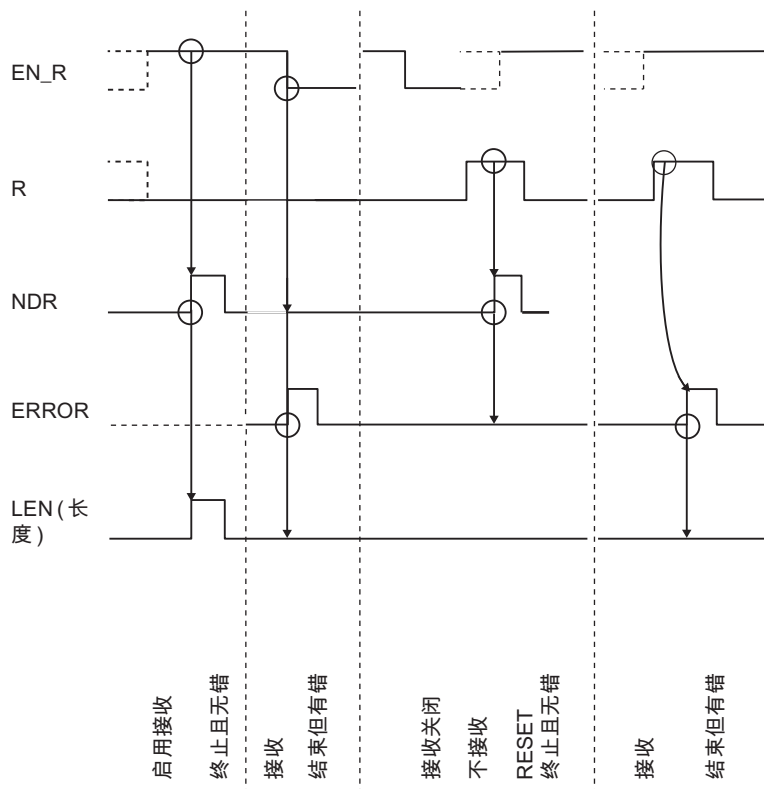 EN_R
R
NDR
ERROR
LEN(长
度)
启用接收
终止且无错
接收
结束但有错
接收关闭
不接收
RESET
终止且无错
接收
结束但有错